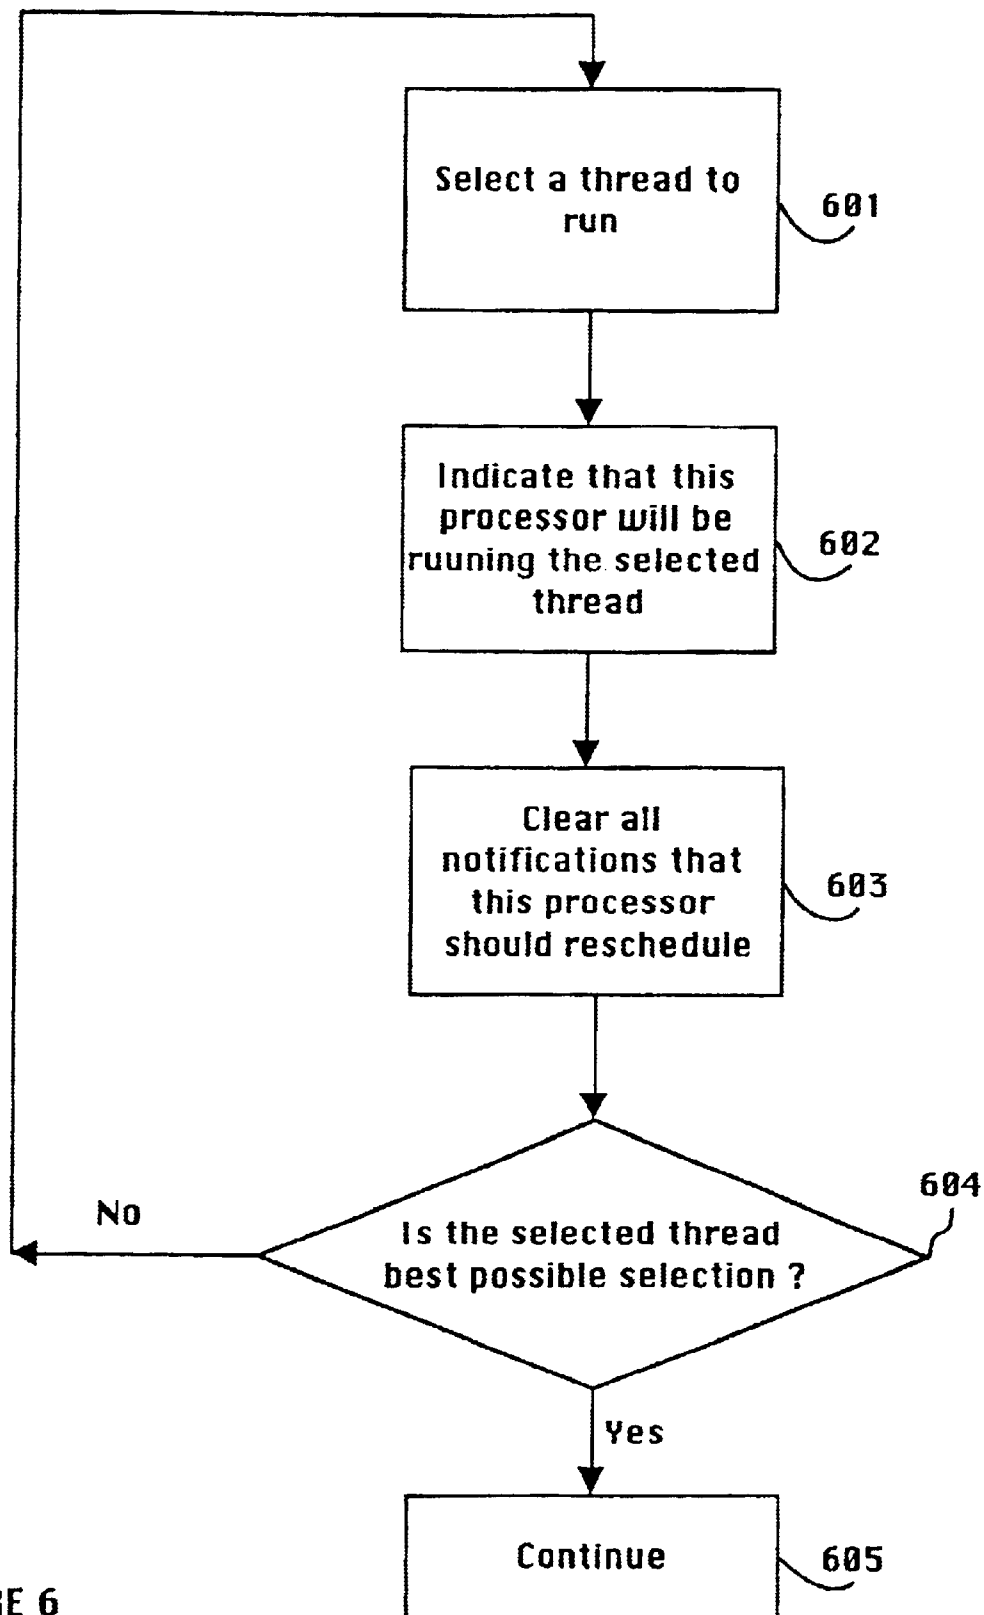 Select a thread to
run
601
Indicate that this
processor will be
ruuning the selected
thread
602
Clear all
notifications that
this processor
should reschedule
603
604
No
Is the selected thread
best possible selection ?
Yes
Continue
605
RE 6